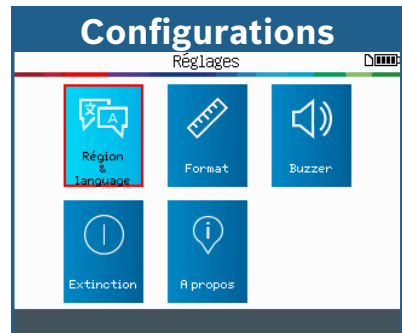 Configurations
Réglages
Région
&
language
Format
Buzzer
Extinction
A propos